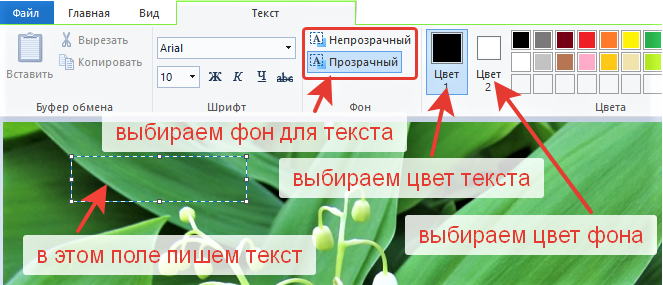 Файл Главная Вид Текст
Вставить
Вырезать
Копировать
Буфер обмена
Arial
10 Ж К Ч abc
Шрифт
A Непрозрачный
A Прозрачный
Фон
Цвет
1
Цвет
2
Цвета
выбираем фон для текста
выбираем цвет текста
выбираем цвет фона
в этом поле пишем текст